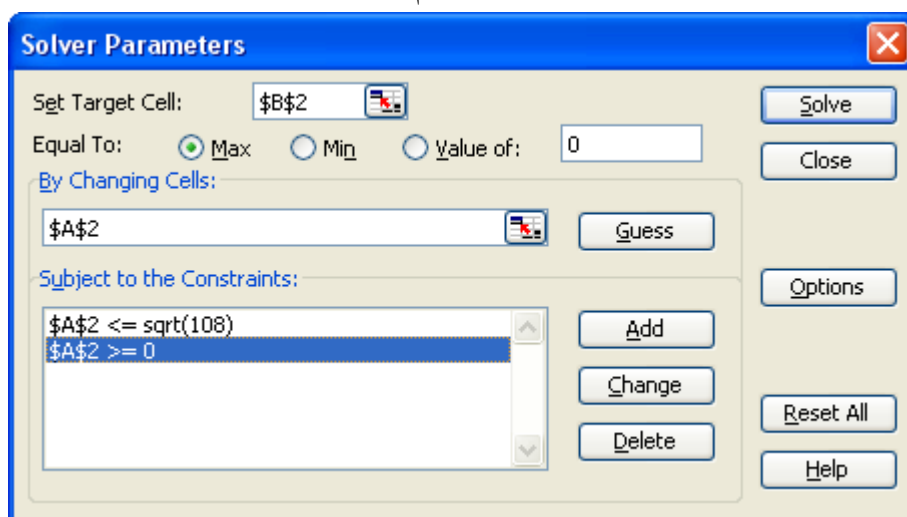 Solver Parameters
Set Target Cell: $B$2 Solve
Equal To: Max Min Value of: 0 Close
By Changing Cells:
$A$2 Guess
Subject to the Constraints: Options
$A$2 <= sqrt(108) Add
$A$2 >= 0
Change
Reset All
Delete
Help